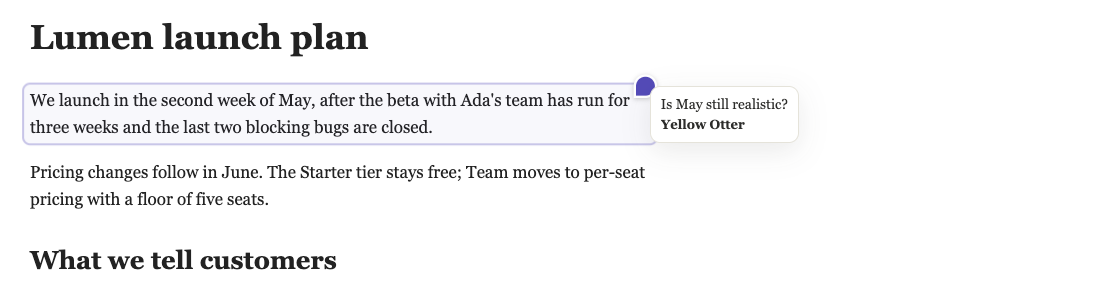 Lumen launch plan
We launch in the second week of May, after the beta with Ada's team has run for
three weeks and the last two blocking bugs are closed.
Is May still realistic?
Yellow Otter
Pricing changes follow in June. The Starter tier stays free; Team moves to per-seat
pricing with a floor of five seats.
What we tell customers